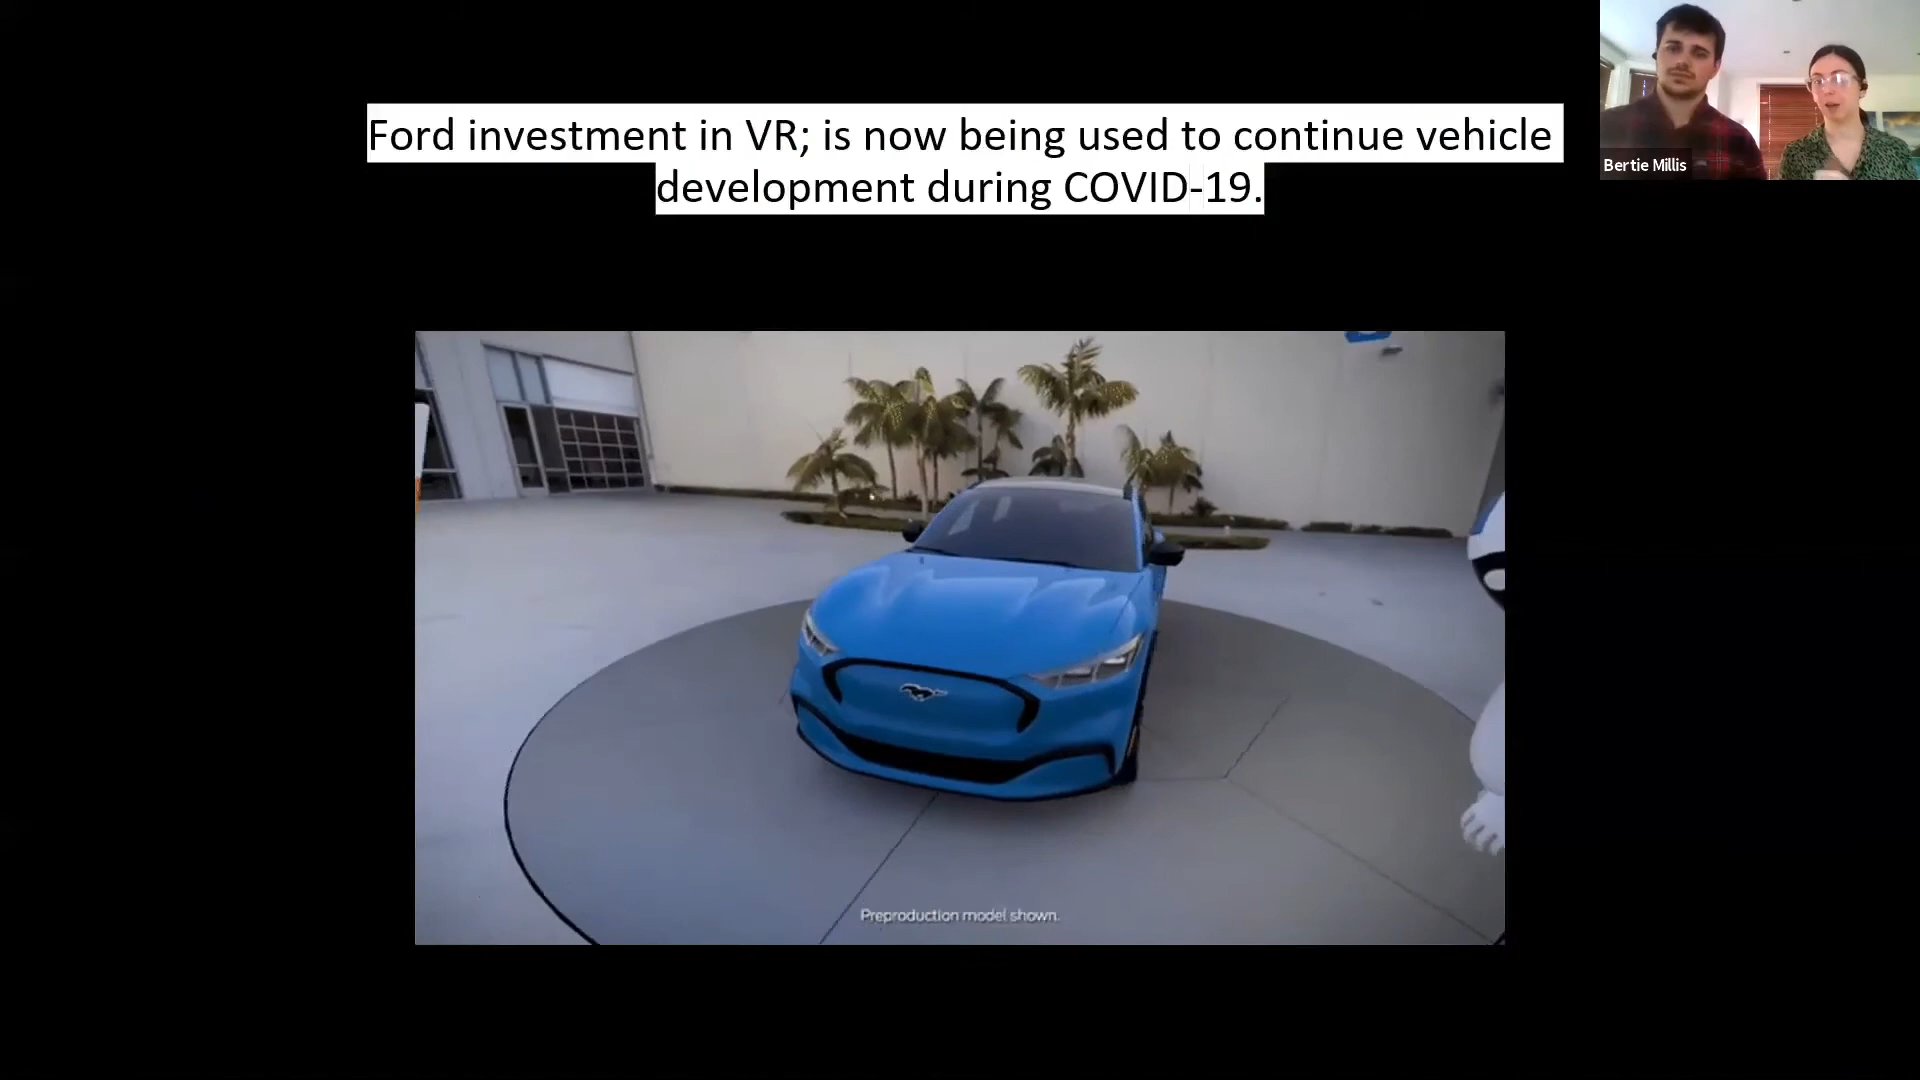 Ford investment in VR; is now being used to continue vehicle
development during COVID-19.
Bertie Millis
Preproduction model shown.